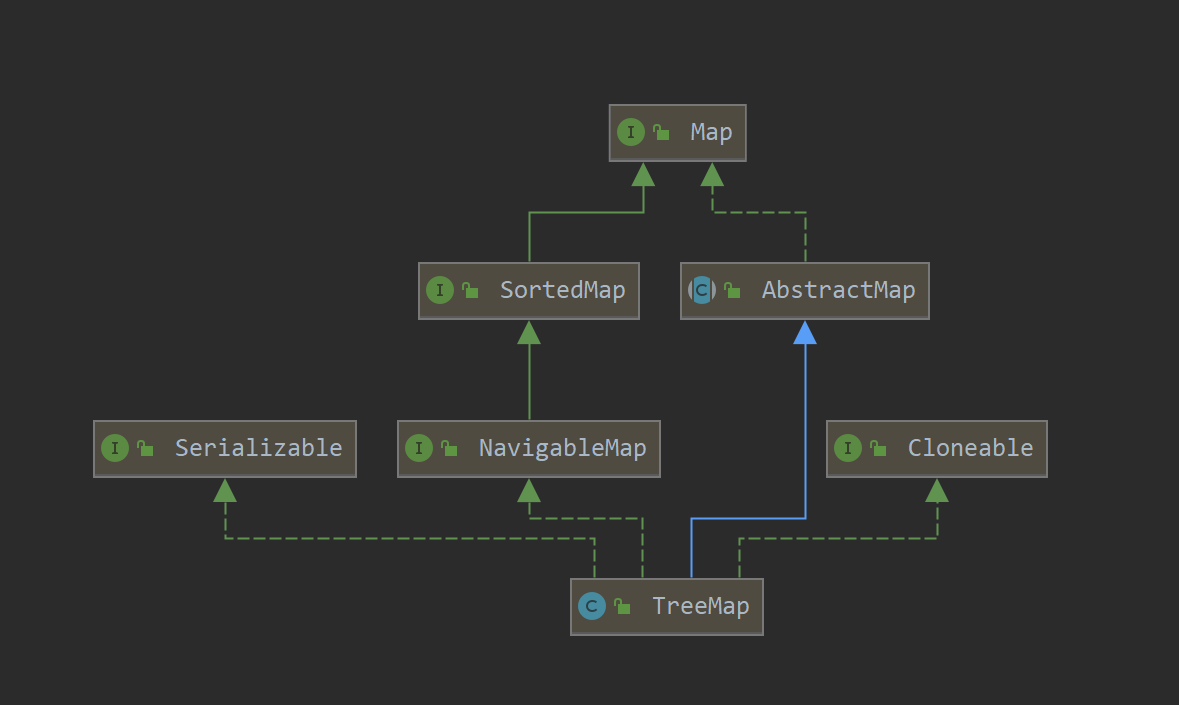 I Map
I SortedMap
C AbstractMap
I Serializable
I NavigableMap
I Cloneable
C TreeMap